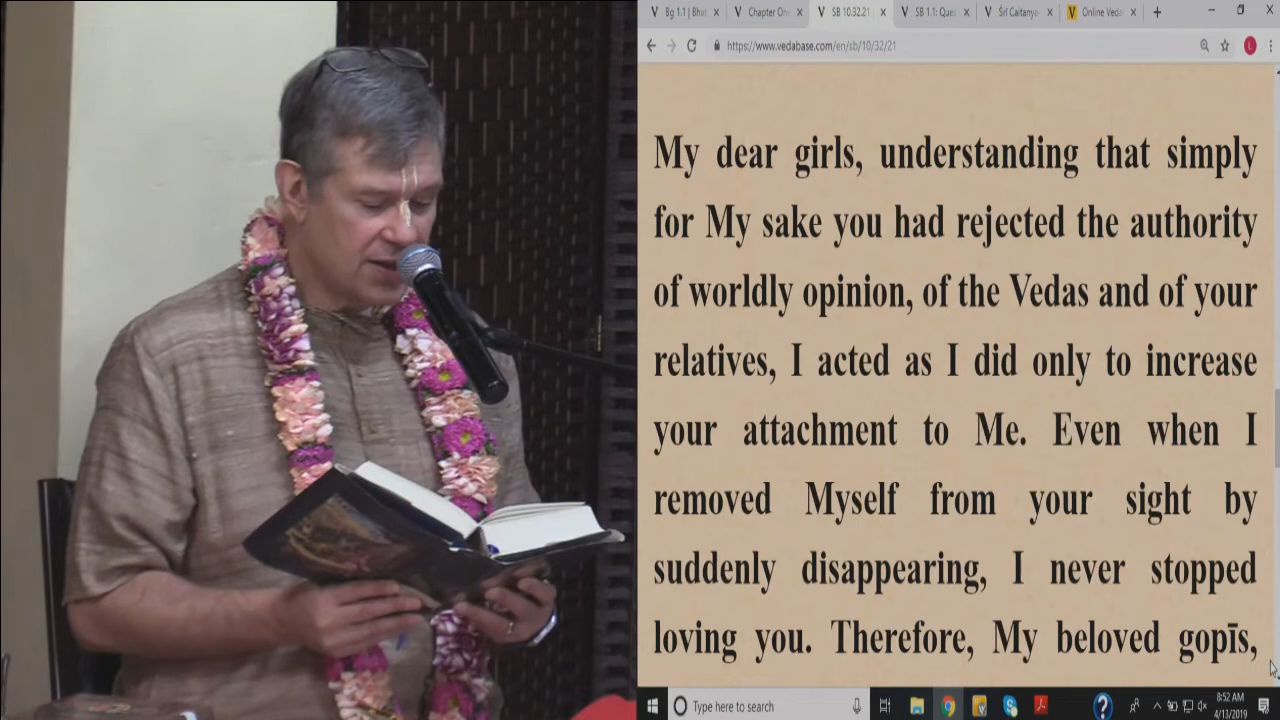 Bg 1.1 | Bha
Chapter On
SB 10.32.21
SB 1.1: Que
Śrī Caitany
Online Ved
https://www.vedabase.com/en/sb/10/32/21
My dear girls, understanding that simply
for My sake you had rejected the authority
of worldly opinion, of the Vedas and of your
relatives, I acted as I did only to increase
your attachment to Me. Even when I
removed Myself from your sight by
suddenly disappearing, I never stopped
loving you. Therefore, My beloved gopīs,
Type here to search
8:52 AM
4/13/2019